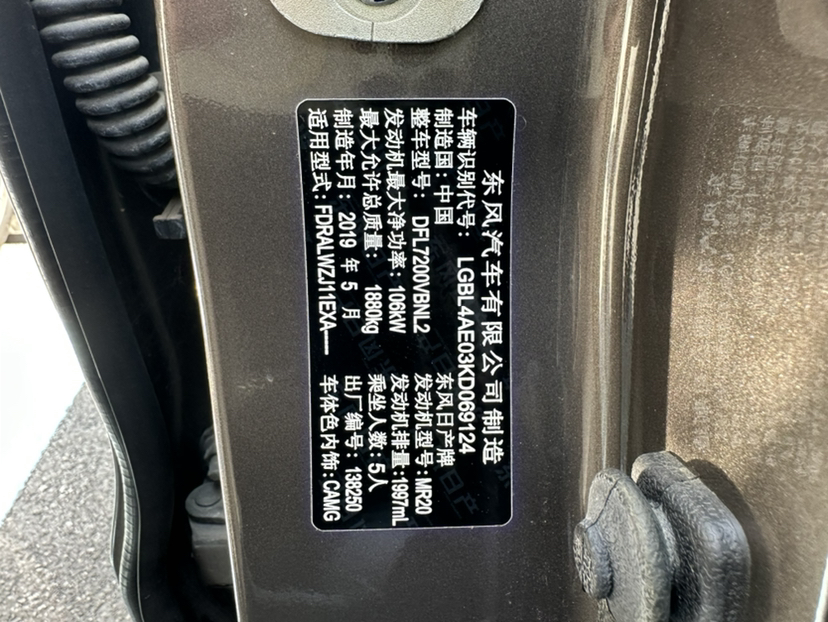 东风汽车有限公司制造
车辆识别代号: LGBL4AE03KD069124
制造国:中国 东风日产牌
整车型号: DFL7200VBNL2 发动机型号:MR20
发动机最大净功率:106kW 发动机排量:1997mL
最大允许总质量: 1880kg 乘坐人数:5人
制造年月: 2019 年 5 月 出厂编号: 138250
适用型式:FDRALWZJ11EXA---- 车体色内饰:CAMG